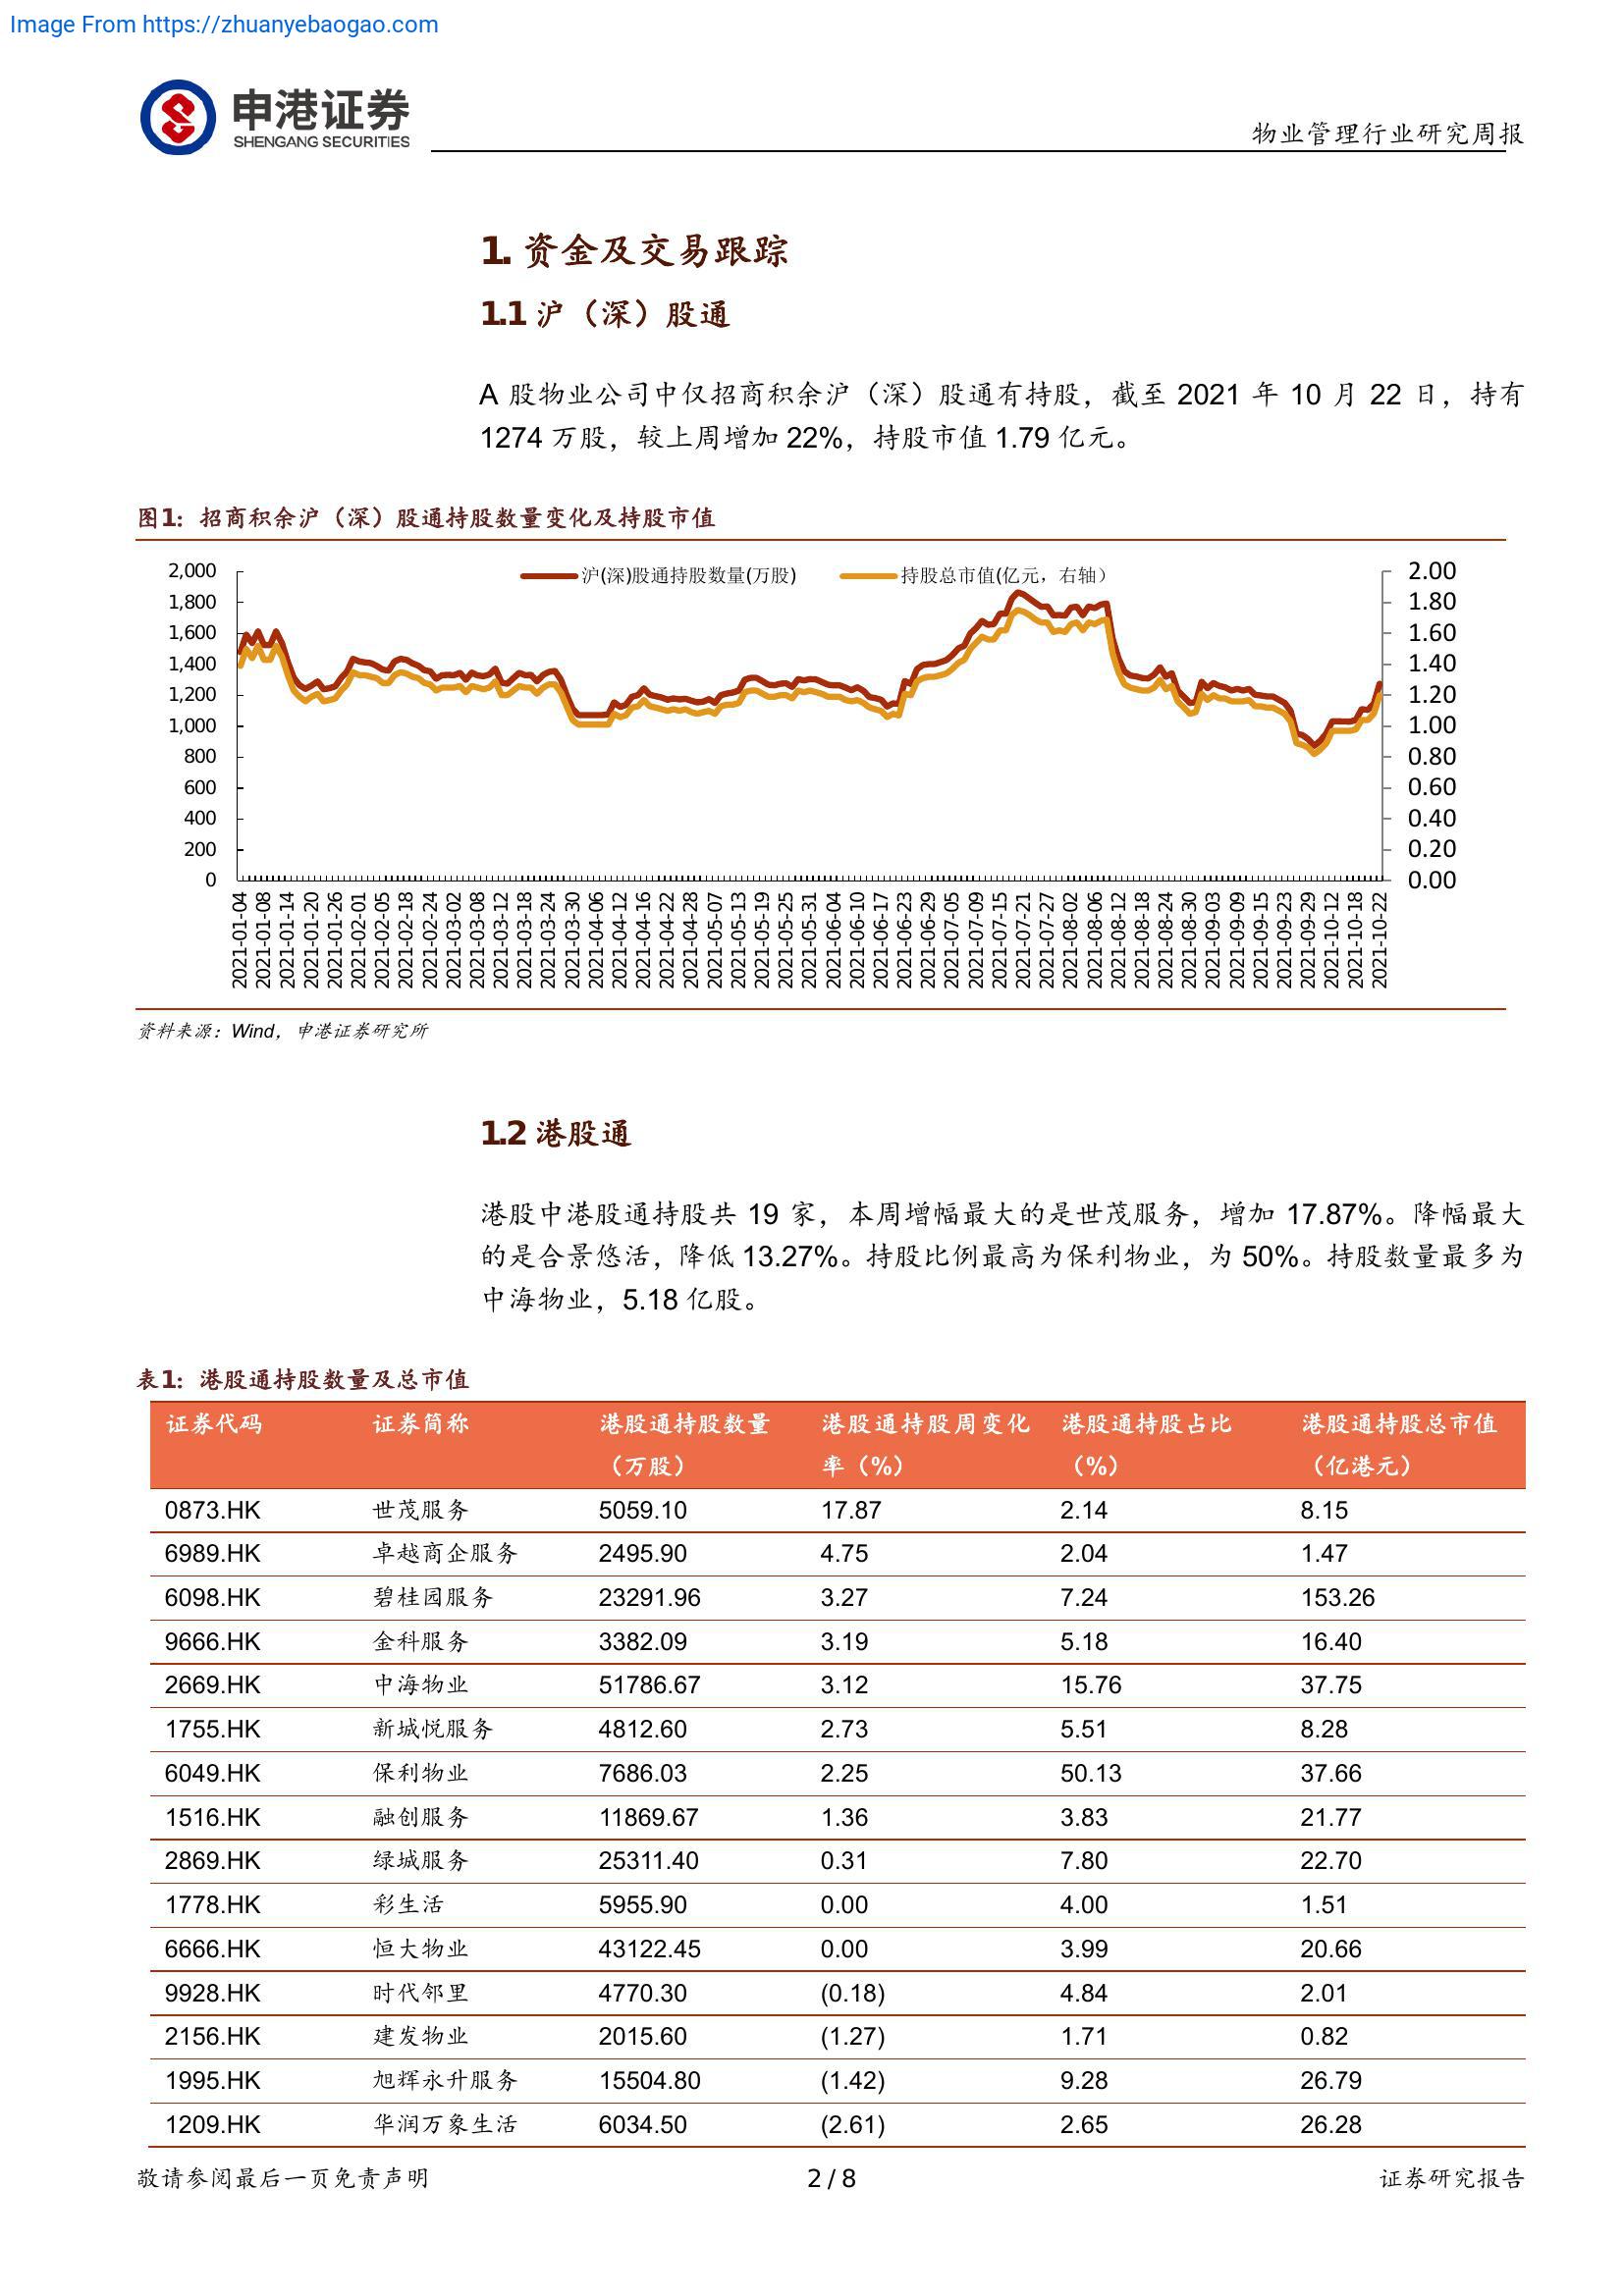 Image From https://zhuanyebaogao.com
申港证券
SHENGANG SECURITIES
物业管理行业研究周报
1. 资金及交易跟踪
1.1 沪（深）股通
A 股物业公司中仅招商积余沪（深）股通有持股，截至 2021 年 10 月 22 日，持有
1274 万股，较上周增加 22%，持股市值 1.79 亿元。
图1：招商积余沪（深）股通持股数量变化及持股市值
沪(深)股通持股数量(万股) 持股总市值(亿元，右轴）
2,000 2.00
1,800 1.80
1,600 1.60
1,400 1.40
1,200 1.20
1,000 1.00
800 0.80
600 0.60
400 0.40
200 0.20
0 0.00
2021-01-04 2021-01-08 2021-01-14 2021-01-20 2021-01-26 2021-02-01 2021-02-05 2021-02-18 2021-02-24 2021-03-02 2021-03-08 2021-03-12 2021-03-18 2021-03-24 2021-03-30 2021-04-06 2021-04-12 2021-04-16 2021-04-22 2021-04-28 2021-05-07 2021-05-13 2021-05-19 2021-05-25 2021-05-31 2021-06-04 2021-06-10 2021-06-17 2021-06-23 2021-06-29 2021-07-05 2021-07-09 2021-07-15 2021-07-21 2021-07-27 2021-08-02 2021-08-06 2021-08-12 2021-08-18 2021-08-24 2021-08-30 2021-09-03 2021-09-09 2021-09-15 2021-09-23 2021-09-29 2021-10-12 2021-10-18 2021-10-22
资料来源：Wind，申港证券研究所
1.2 港股通
港股中港股通持股共 19 家，本周增幅最大的是世茂服务，增加 17.87%。降幅最大
的是合景悠活，降低 13.27%。持股比例最高为保利物业，为 50%。持股数量最多为
中海物业，5.18 亿股。
表1：港股通持股数量及总市值
证券代码 证券简称 港股通持股数量 港股通持股周变化 港股通持股占比 港股通持股总市值
（万股） 率（%） （%） （亿港元）
0873.HK 世茂服务 5059.10 17.87 2.14 8.15
6989.HK 卓越商企服务 2495.90 4.75 2.04 1.47
6098.HK 碧桂园服务 23291.96 3.27 7.24 153.26
9666.HK 金科服务 3382.09 3.19 5.18 16.40
2669.HK 中海物业 51786.67 3.12 15.76 37.75
1755.HK 新城悦服务 4812.60 2.73 5.51 8.28
6049.HK 保利物业 7686.03 2.25 50.13 37.66
1516.HK 融创服务 11869.67 1.36 3.83 21.77
2869.HK 绿城服务 25311.40 0.31 7.80 22.70
1778.HK 彩生活 5955.90 0.00 4.00 1.51
6666.HK 恒大物业 43122.45 0.00 3.99 20.66
9928.HK 时代邻里 4770.30 (0.18) 4.84 2.01
2156.HK 建发物业 2015.60 (1.27) 1.71 0.82
1995.HK 旭辉永升服务 15504.80 (1.42) 9.28 26.79
1209.HK 华润万象生活 6034.50 (2.61) 2.65 26.28
敬请参阅最后一页免责声明 2 / 8 证券研究报告